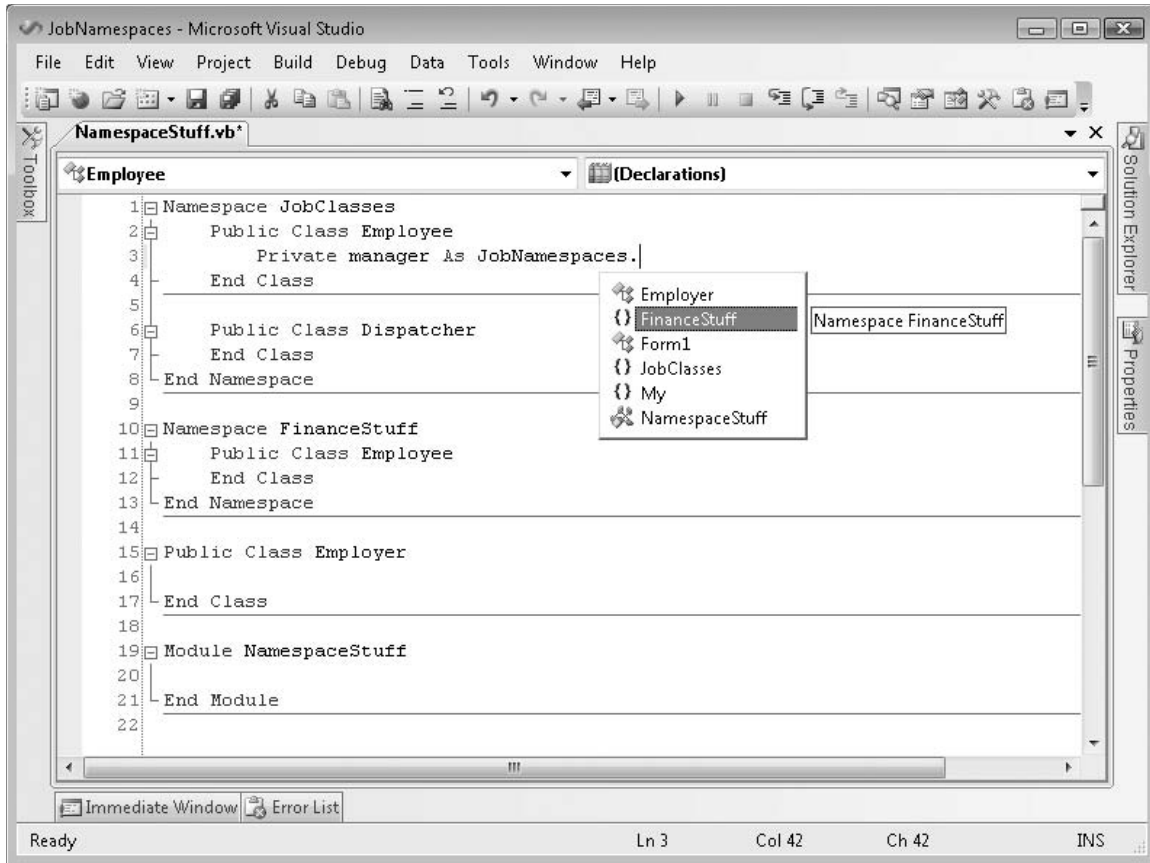 JobNamespaces - Microsoft Visual Studio
File Edit View Project Build Debug Data Tools Window Help
NamespaceStuff.vb*
Toolbox
Solution Explorer
Properties
Employee
(Declarations)
1 Namespace JobClasses
2 Public Class Employee
3 Private manager As JobNamespaces.
4 End Class
5
6 Public Class Dispatcher
7 End Class
8 End Namespace
9
10 Namespace FinanceStuff
11 Public Class Employee
12 End Class
13 End Namespace
14
15 Public Class Employer
16
17 End Class
18
19 Module NamespaceStuff
20
21 End Module
22
Employer
{} FinanceStuff
Namespace FinanceStuff
Form1
{} JobClasses
{} My
NamespaceStuff
Immediate Window Error List
Ready Ln 3 Col 42 Ch 42 INS